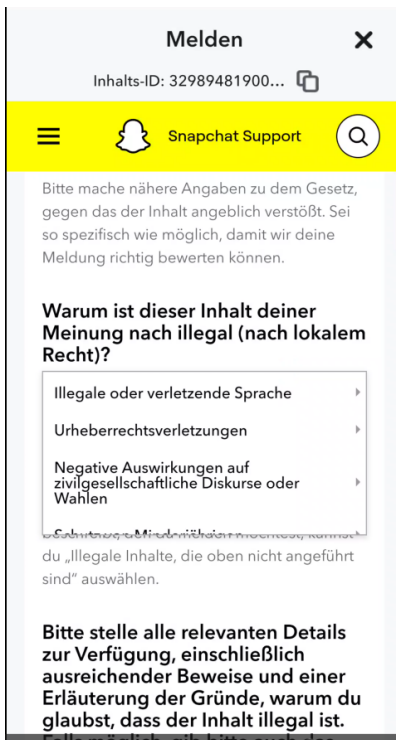 Melden
Inhalts-ID: 32989481900...
Snapchat Support
Bitte mache nähere Angaben zu dem Gesetz,
gegen das der Inhalt angeblich verstößt. Sei
so spezifisch wie möglich, damit wir deine
Meldung richtig bewerten können.
Warum ist dieser Inhalt deiner
Meinung nach illegal (nach lokalem
Recht)?
Illegale oder verletzende Sprache
Urheberrechtsverletzungen
Negative Auswirkungen auf
zivilgesellschaftliche Diskurse oder
Wahlen
du „Illegale Inhalte, die oben nicht angeführt
sind“ auswählen.
Bitte stelle alle relevanten Details
zur Verfügung, einschließlich
ausreichender Beweise und einer
Erläuterung der Gründe, warum du
glaubst, dass der Inhalt illegal ist.